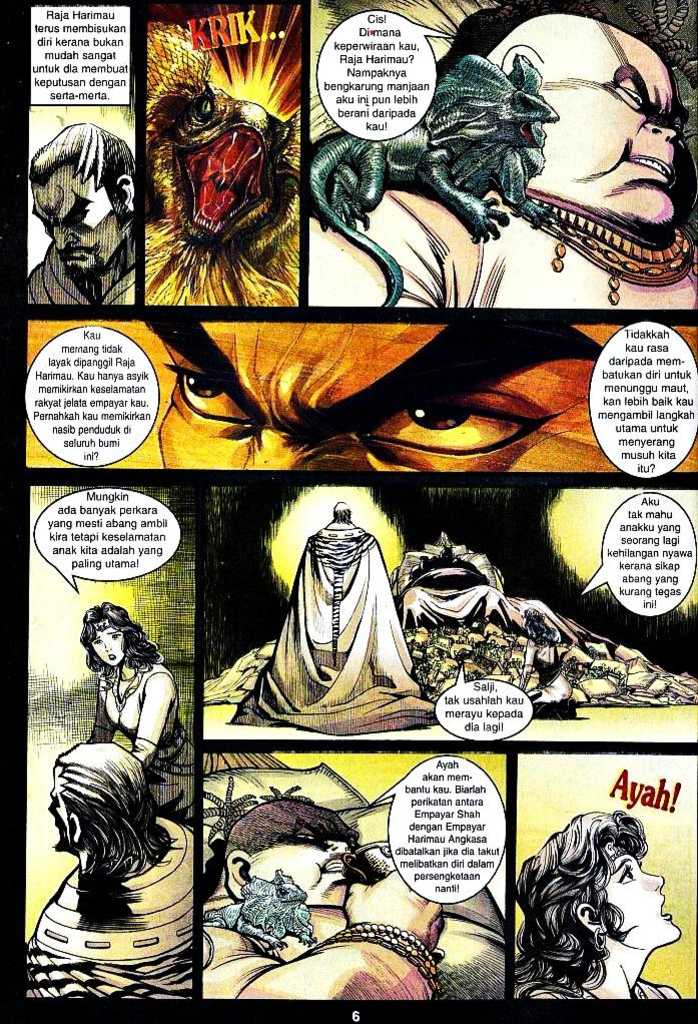 Raja Harimau
terus membisukan
diri kerana bukan
mudah sangat
untuk dia membuat
keputusan dengan
serta-merta.
KRIK...
Cis!
Dimana
keperwiraan kau,
Raja Harimau?
Nampaknya
bengkarung manjaan
aku ini pun lebih
berani daripada
kau!
Kau
memang tidak
layak dipanggil Raja
Harimau. Kau hanya asyik
memikirkan keselamatan
rakyat jelata empayar kau.
Pernahkah kau memikirkan
nasib penduduk di
seluruh bumi
ini?
Tidakkah
kau rasa
daripada mem-
batukan diri untuk
menunggu maut,
kan lebih baik kau
mengambil langkah
utama untuk
menyerang
musuh kita
itu?
Mungkin
ada banyak perkara
yang mesti abang ambil
kira tetapi keselamatan
anak kita adalah yang
paling utama!
Aku
tak mahu
anakku yang
seorang lagi
kehilangan nyawa
kerana sikap
abang yang
kurang tegas
ini!
Salji,
tak usahlah kau
merayu kepada
dia lagi!
Ayah
akan mem-
bantu kau. Biarlah
perikatan antara
Empayar Shah
dengan Empayar
Harimau Angkasa
dibatalkan jika dia takut
melibatkan diri dalam
persengketaan
nanti!
Ayah!
6